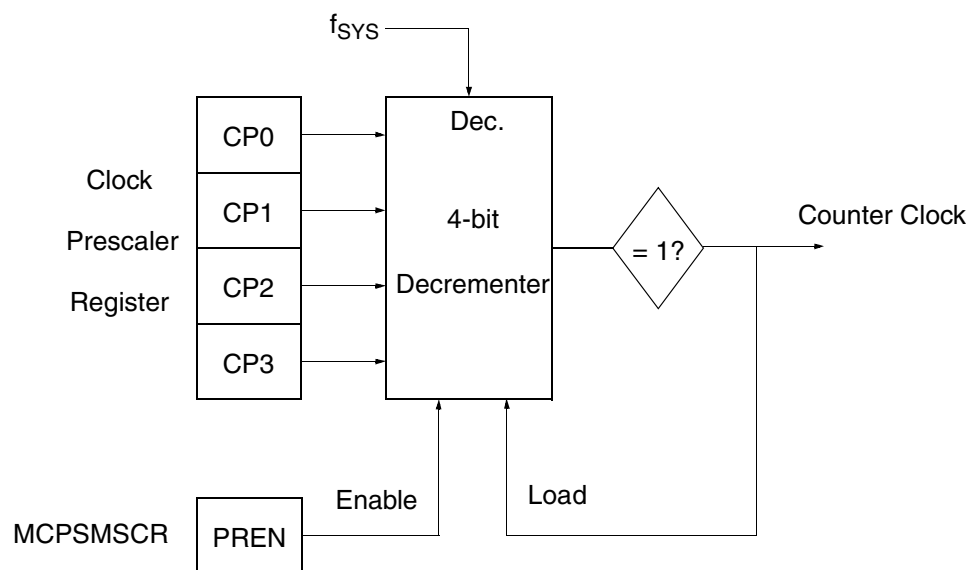 fSYS
Dec.
CP0
Clock
CP1
4-bit
Counter Clock
Prescaler
= 1?
CP2
Decrementer
Register
CP3
Enable
Load
MCPSMSCR
PREN